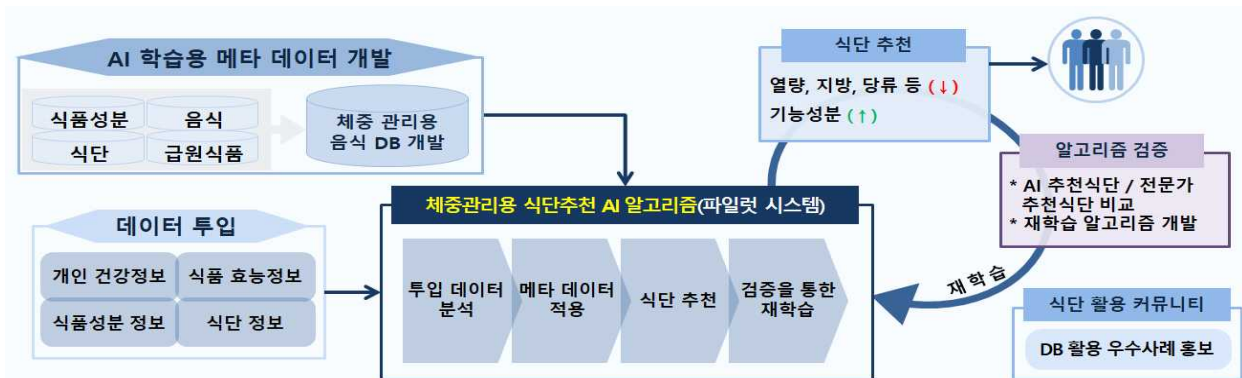 AI 학습용 메타 데이터 개발
식품성분
음식
식단
급원식품
체중 관리용
음식 DB 개발
데이터 투입
개인 건강정보
식품 효능정보
식품성분 정보
식단 정보
체중관리용 식단추천 AI 알고리즘(파일럿 시스템)
투입 데이터
분석
메타 데이터
적용
식단 추천
검증을 통한
재학습
식단 추천
열량, 지방, 당류 등 (↓)
기능성분 (↑)
알고리즘 검증
* AI 추천식단 / 전문가
추천식단 비교
* 재학습 알고리즘 개발
재학습
식단 활용 커뮤니티
DB 활용 우수사례 홍보